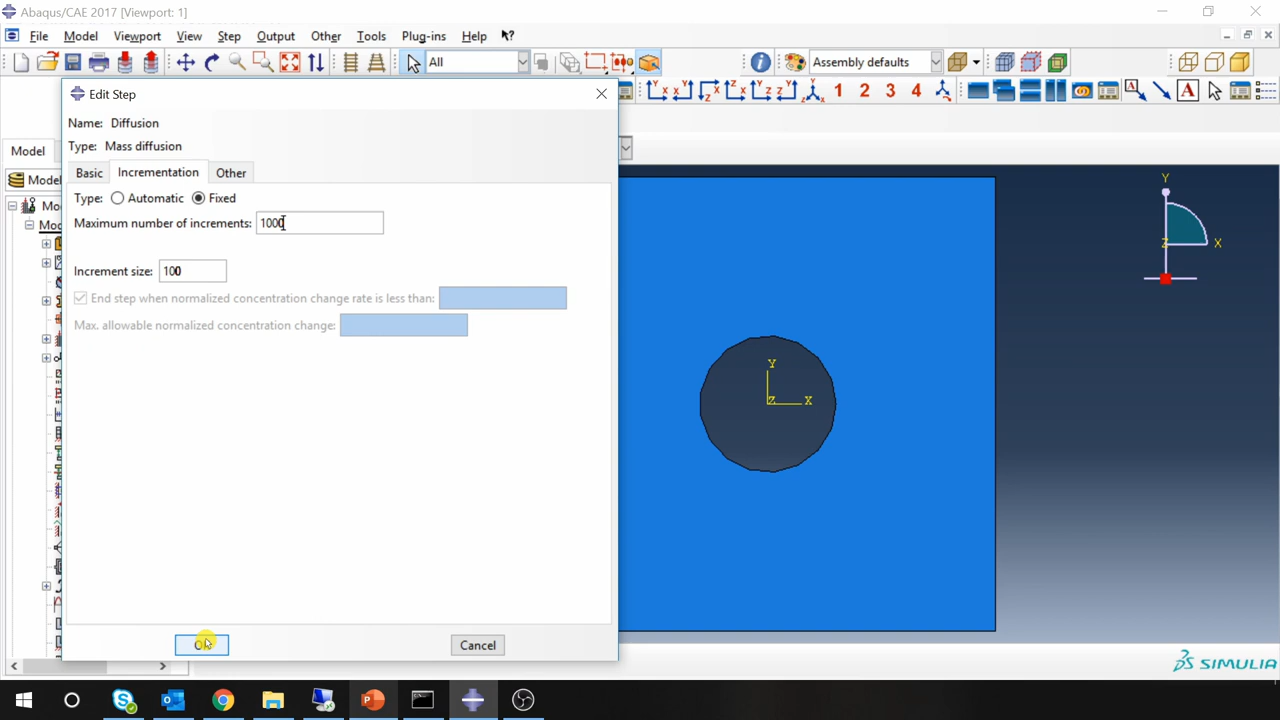 Abaqus/CAE 2017 [Viewport: 1]
File Model Viewport View Step Output Other Tools Plug-ins Help
All Assembly defaults
1 2 3 4
Edit Step
Name: Diffusion
Type: Mass diffusion
Model
Basic Incrementation Other
Type: Automatic Fixed
Maximum number of increments: 1000
Increment size: 100
End step when normalized concentration change rate is less than:
Max. allowable normalized concentration change:
Cancel
Y
X
Z
Y
Z X
SIMULIA